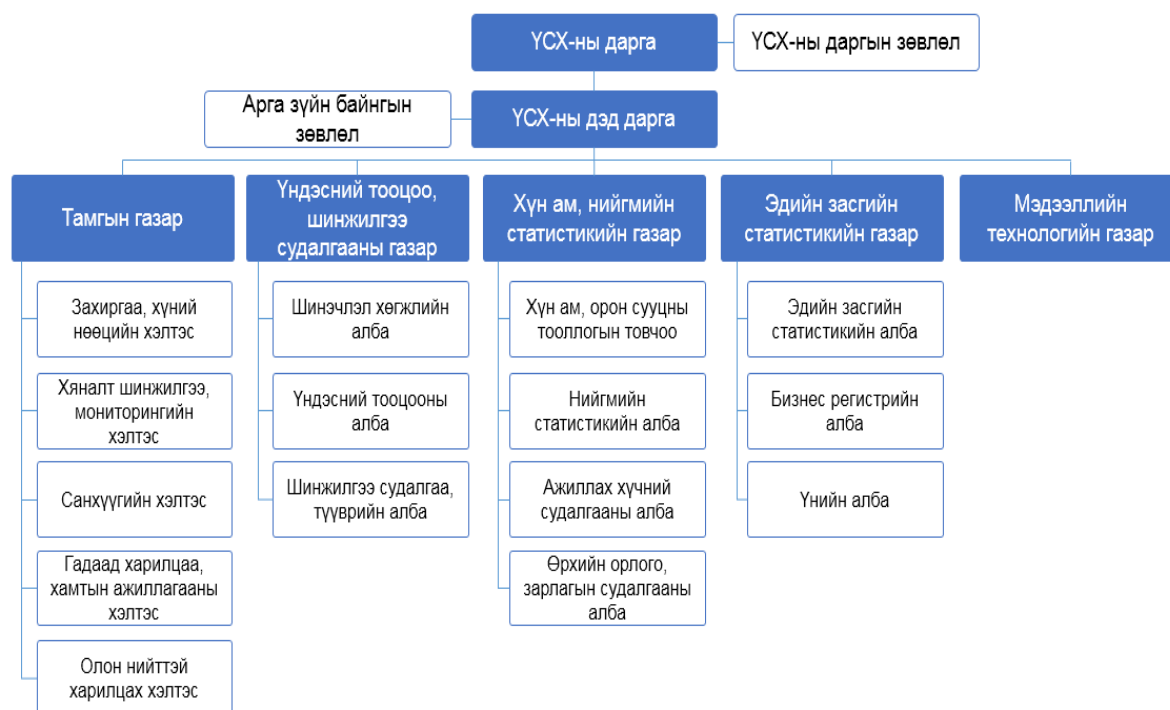 ҮСХ-ны дарга
ҮСХ-ны даргын зөвлөл
Арга зүйн байнгын
зөвлөл
ҮСХ-ны дэд дарга
Тамгын газар
Үндэсний тооцоо,
шинжилгээ
судалгааны газар
Хүн ам, нийгмийн
статистикийн газар
Эдийн засгийн
статистикийн газар
Мэдээллийн
технологийн газар
Захиргаа, хүний
нөөцийн хэлтэс
Хяналт шинжилгээ,
мониторингийн
хэлтэс
Санхүүгийн хэлтэс
Гадаад харилцаа,
хамтын ажиллагааны
хэлтэс
Олон нийттэй
харилцах хэлтэс
Шинэчлэл хөгжлийн
алба
Үндэсний тооцооны
алба
Шинжилгээ судалгаа,
түүврийн алба
Хүн ам, орон сууцны
тооллогын товчоо
Нийгмийн
статистикийн алба
Ажиллах хүчний
судалгааны алба
Өрхийн орлого,
зарлагын судалгааны
алба
Эдийн засгийн
статистикийн алба
Бизнес регистрийн
алба
Үнийн алба